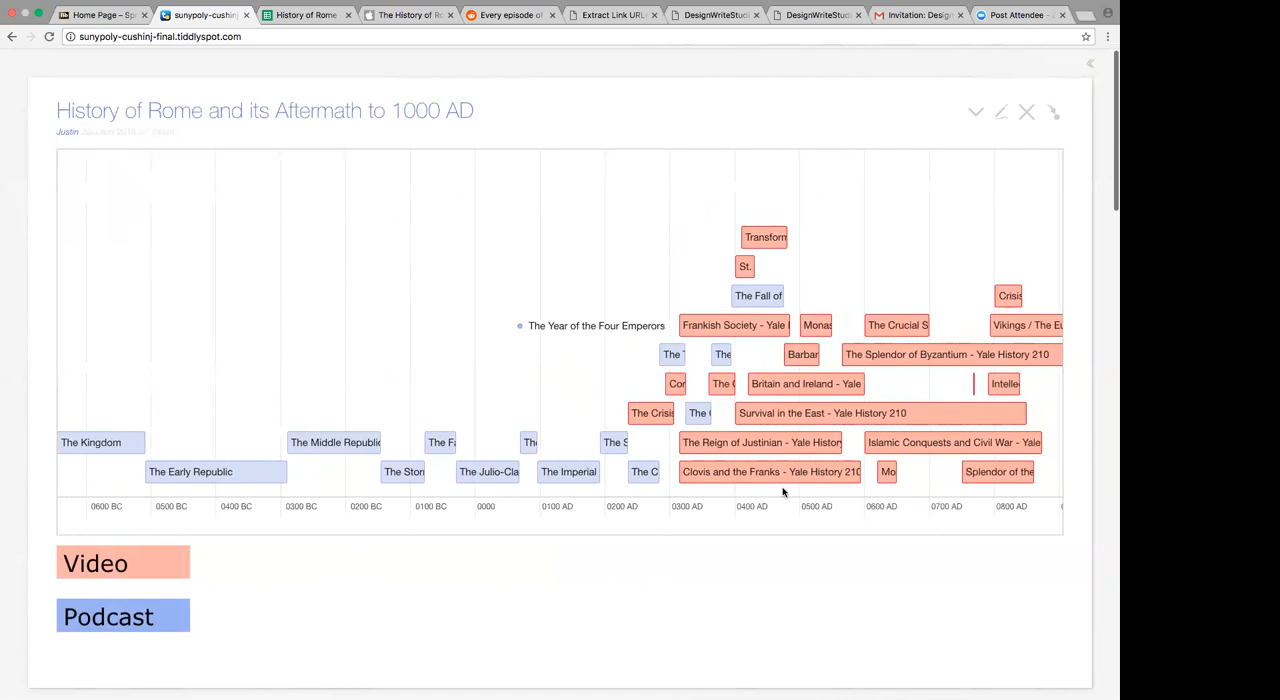 Home Page – Spr
sunypoly-cushinj
History of Rome
The History of Ro
Every episode of
Extract Link URL
DesignWriteStudi
DesignWriteStudi
Invitation: Design
Post Attendee -
sunypoly-cushinj-final.tiddlyspot.com
History of Rome and its Aftermath to 1000 AD
Justin
Transform
St.
The Fall of
Crisis
The Year of the Four Emperors
Frankish Society - Yale
Monas
The Crucial S
Vikings / The Eu
The
The
Barbar
The Splendor of Byzantium - Yale History 210
Cor
The
Britain and Ireland - Yale
Intelle
The Crisis
The
Survival in the East - Yale History 210
The Kingdom
The Middle Republic
The Fa
The
The S
The Reign of Justinian - Yale History
Islamic Conquests and Civil War - Yale
The Early Republic
The Stor
The Julio-Cla
The Imperial
The C
Clovis and the Franks - Yale History 210
Mo
Splendor of the
0600 BC 0500 BC 0400 BC 0300 BC 0200 BC 0100 BC 0000 0100 AD 0200 AD 0300 AD 0400 AD 0500 AD 0600 AD 0700 AD 0800 AD
Video
Podcast